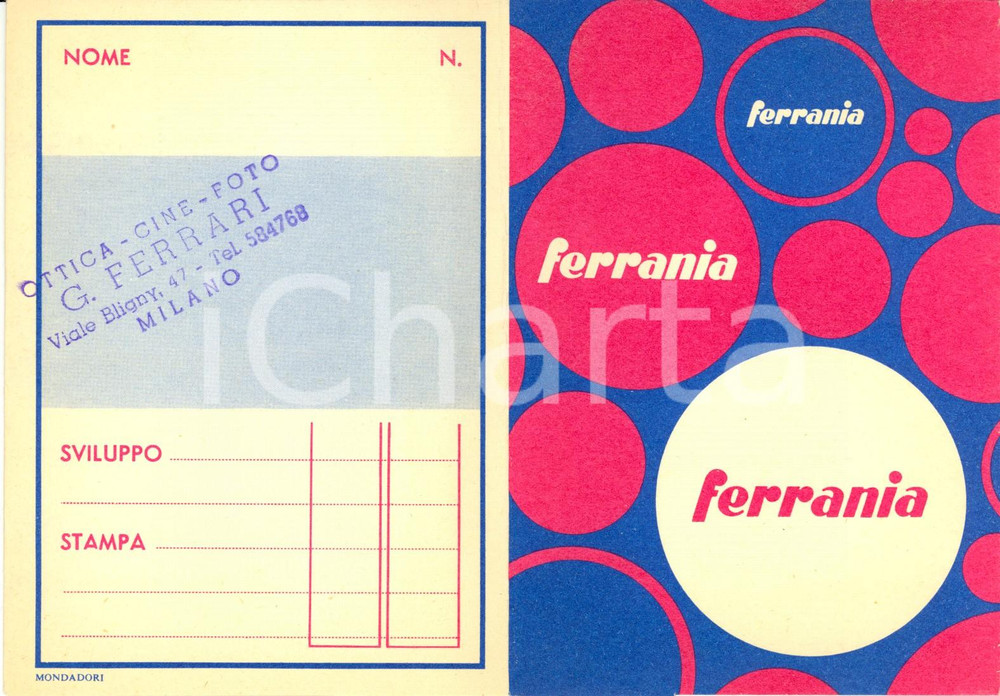 NOME N.
OTTICA - CINE - FOTO
G. FERRARI
Viale Bligny, 47 - Tel. 584768
MILANO
SVILUPPO
STAMPA
MONDADORI
ferrania
ferrania
ferrania
iCharta